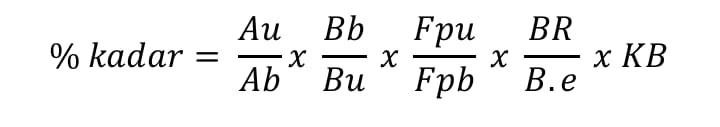 % kadar = Au/Ab x Bb/Bu x Fpu/Fpb x BR/B.e x KB